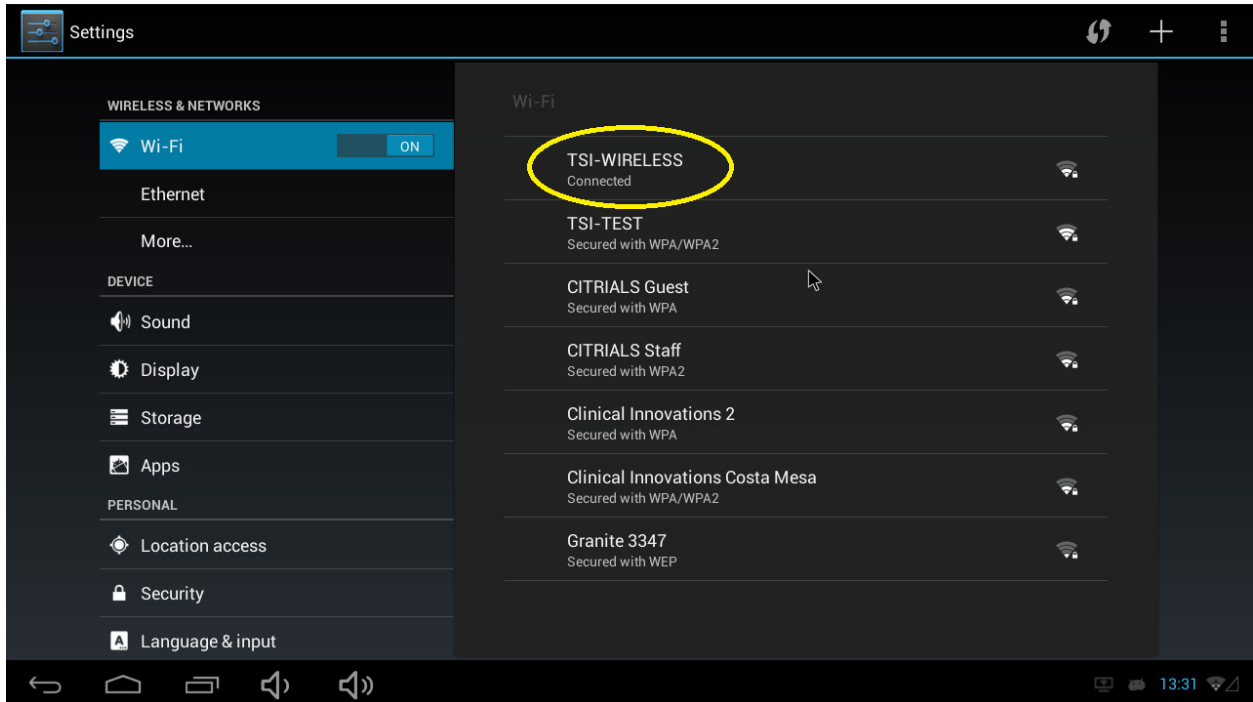 Settings
WIRELESS & NETWORKS
Wi-Fi
ON
Ethernet
More...
DEVICE
Sound
Display
Storage
Apps
PERSONAL
Location access
Security
A
Language & input
Wi-Fi
TSI-WIRELESS
Connected
TSI-TEST
Secured with WPA/WPA2
CITRIALS Guest
Secured with WPA
CITRIALS Staff
Secured with WPA2
Clinical Innovations 2
Secured with WPA
Clinical Innovations Costa Mesa
Secured with WPA/WPA2
Granite 3347
Secured with WEP
13:31